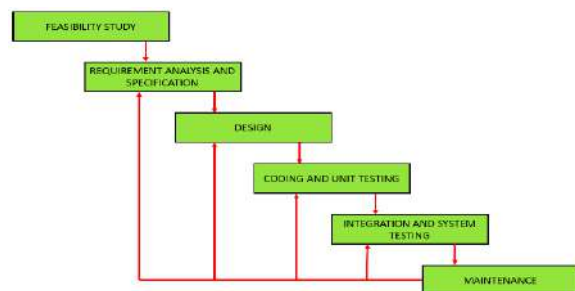 FEASIBILITY STUDY
REQUIREMENT ANALYSIS AND
SPECIFICATION
DESIGN
CODING AND UNIT TESTING
INTEGRATION AND SYSTEM
TESTING
MAINTENANCE